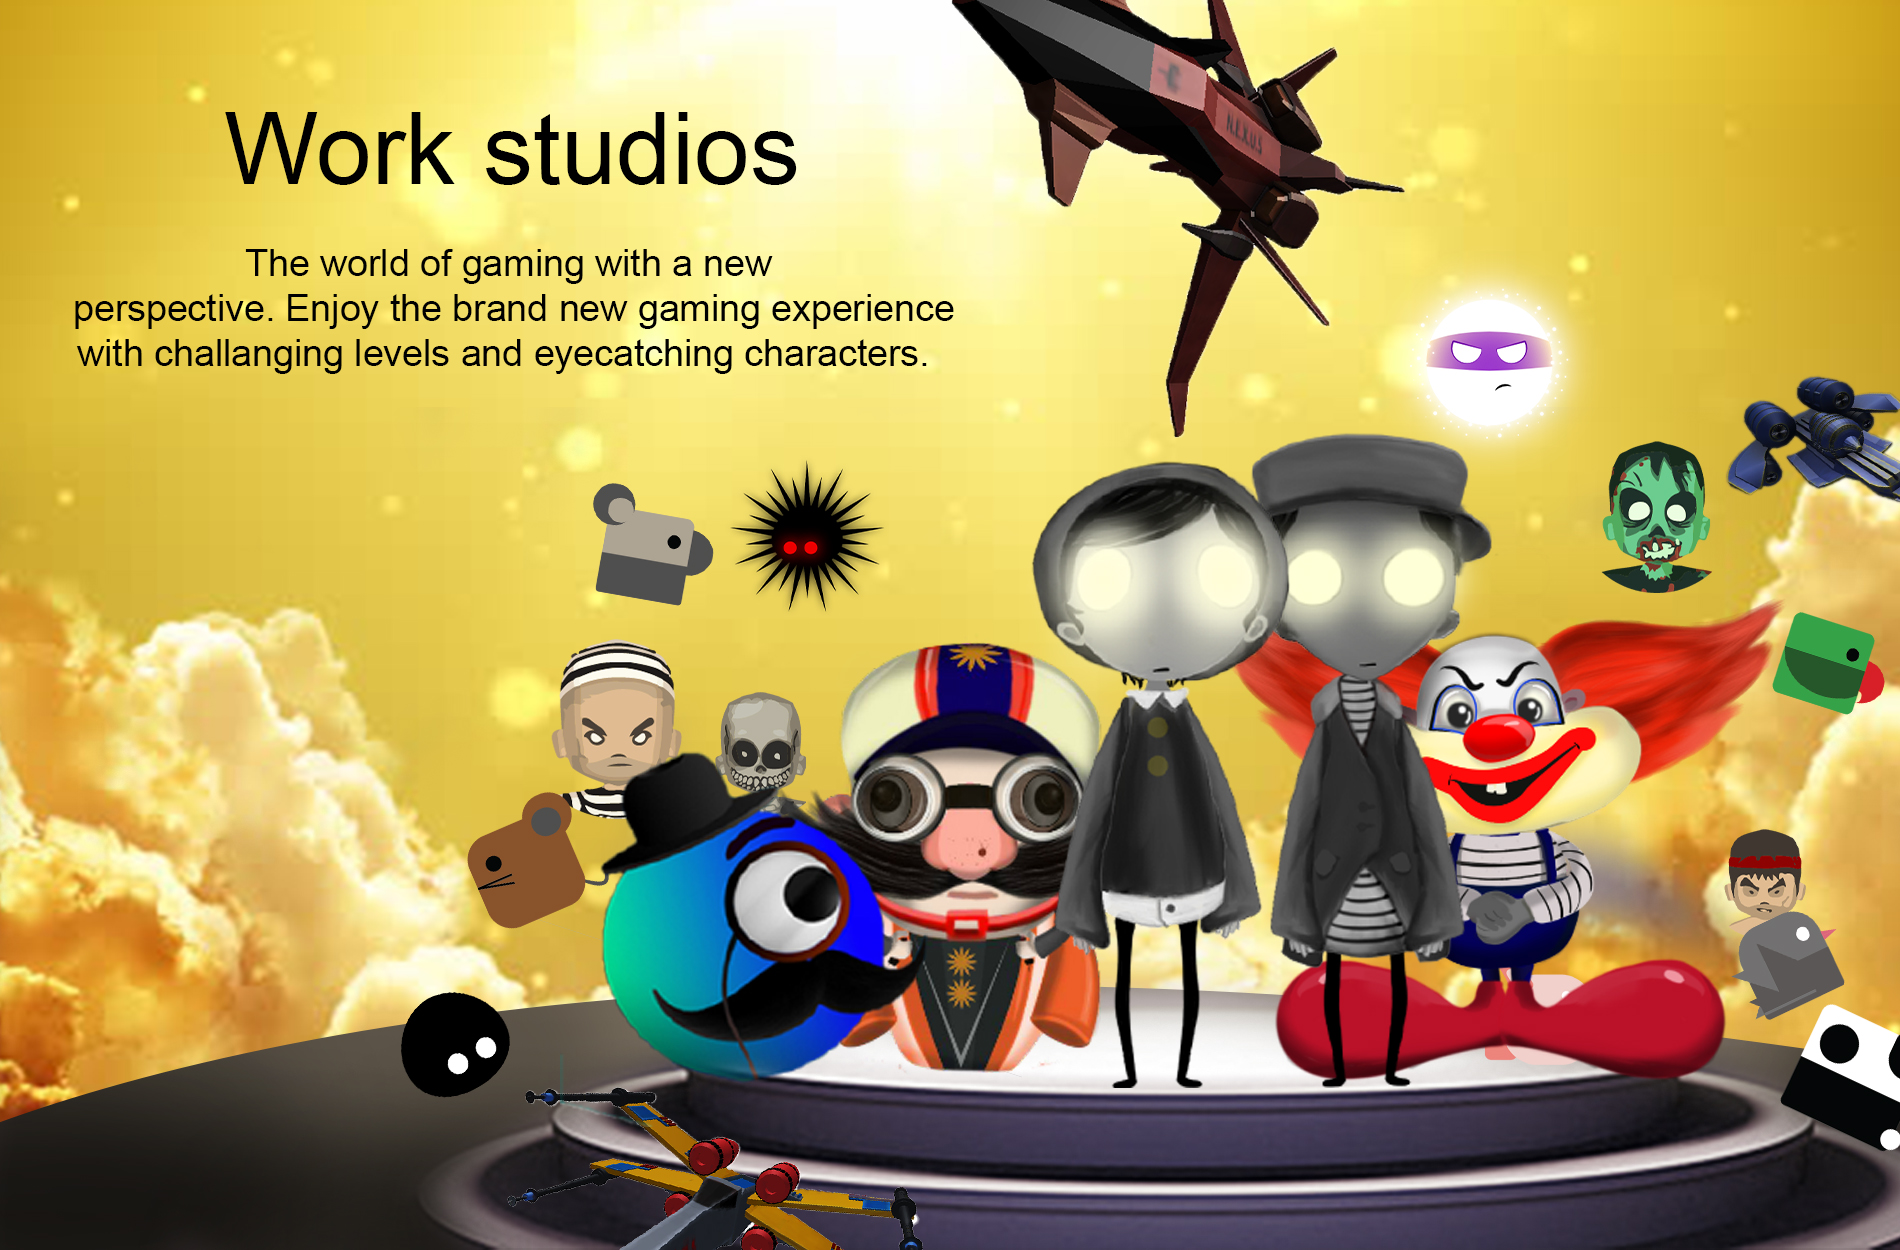 Work studios
The world of gaming with a new
perspective. Enjoy the brand new gaming experience
with challanging levels and eyecatching characters.
N.E.X.U.S